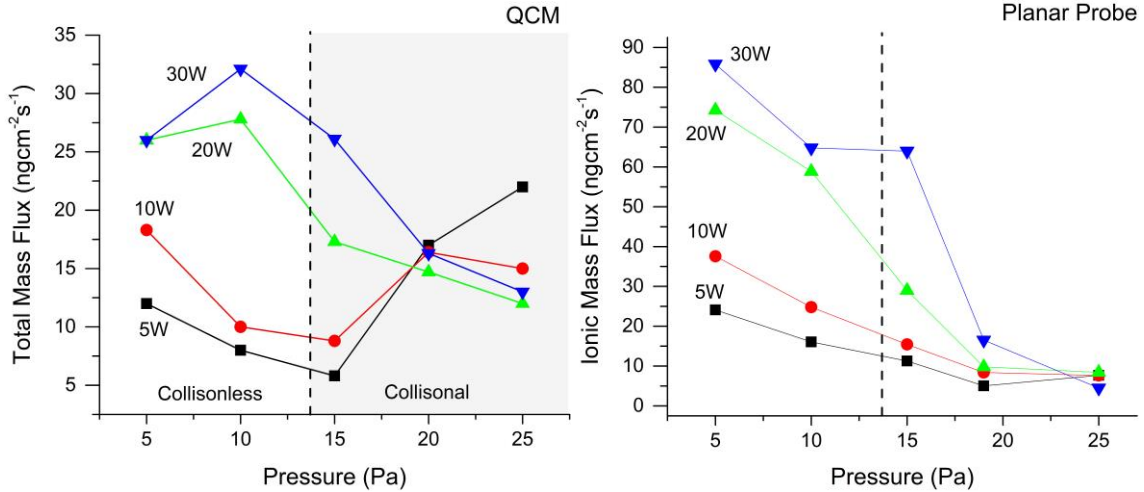 QCM
Total Mass Flux (ngcm⁻²s⁻¹)
35
30
25
20
15
10
5
30W
20W
10W
5W
Collisonless
Collisonal
5 10 15 20 25
Pressure (Pa)
Planar Probe
Ionic Mass Flux (ngcm⁻²s⁻¹)
90
80
70
60
50
40
30
20
10
0
30W
20W
10W
5W
5 10 15 20 25
Pressure (Pa)